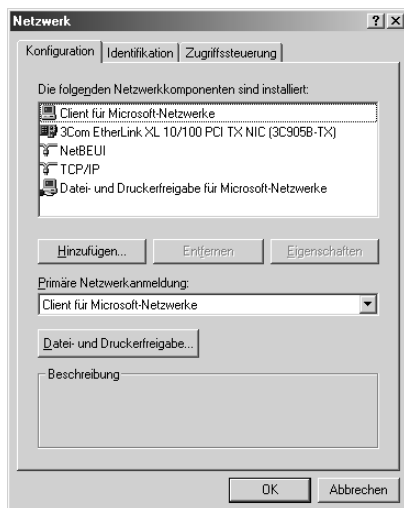 Netzwerk
Konfiguration Identifikation Zugriffssteuerung
Die folgenden Netzwerkkomponenten sind installiert:
Client für Microsoft-Netzwerke
3Com EtherLink XL 10/100 PCI TX NIC (3C905B-TX)
NetBEUI
TCP/IP
Datei- und Druckerfreigabe für Microsoft-Netzwerke
Hinzufügen... Entfernen Eigenschaften
Primäre Netzwerkanmeldung:
Client für Microsoft-Netzwerke
Datei- und Druckerfreigabe...
Beschreibung
OK Abbrechen